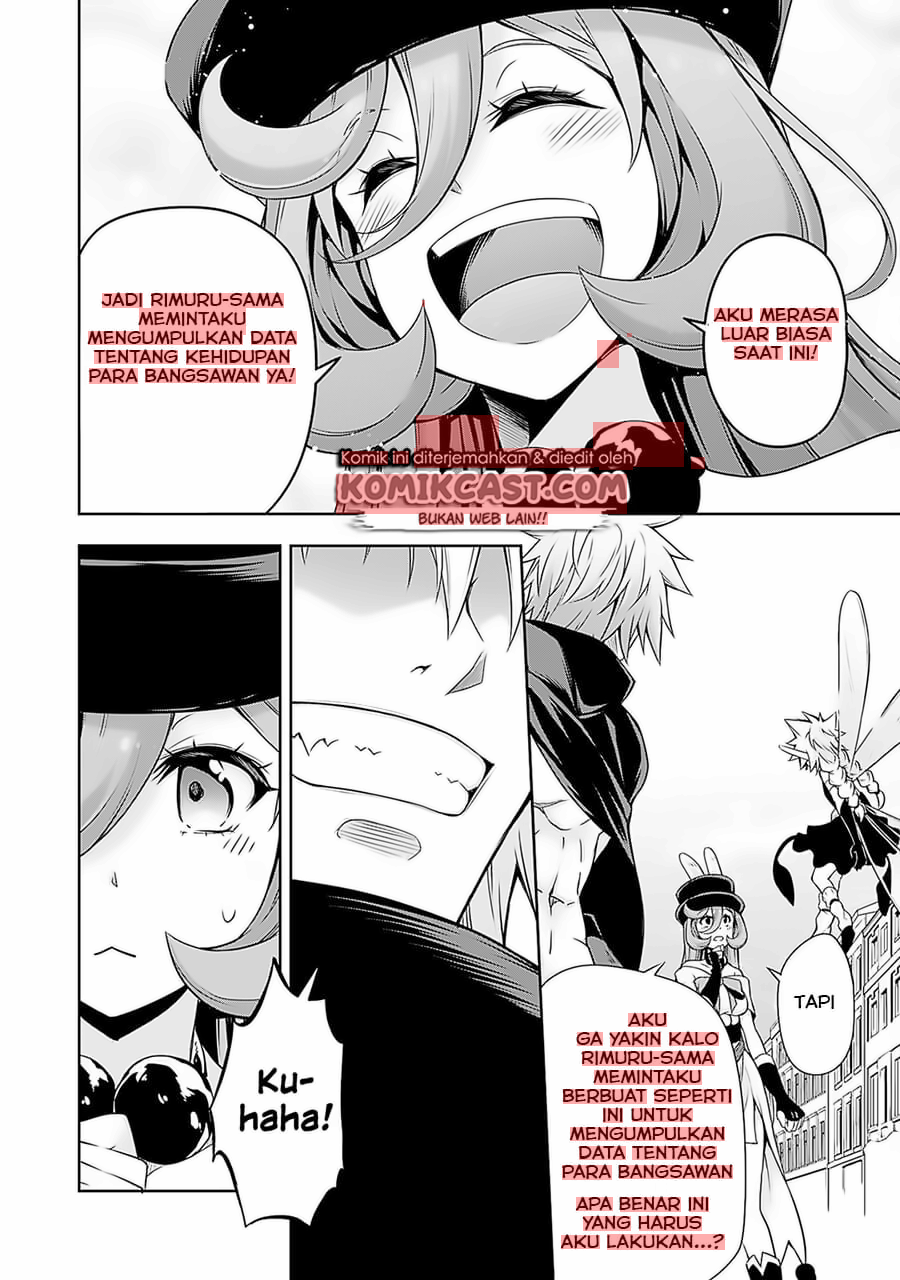 AKU MERASA
LUAR BIASA
SAAT INI!
JADI RIMURU-SAMA
MEMINTAKU
MENGUMPULKAN DATA
TENTANG KEHIDUPAN
PARA BANGSAWAN YA!
Komik ini diterjemahkan & diedit oleh
KOMIKCAST.COM
BUKAN WEB LAIN!!
TAPI
AKU
GA YAKIN KALO
RIMURU-SAMA
MEMINTAKU
BERBUAT SEPERTI
INI UNTUK
MENGUMPULKAN
DATA TENTANG
PARA BANGSAWAN
APA BENAR INI
YANG HARUS
AKU LAKUKAN...?
Ku-
haha!